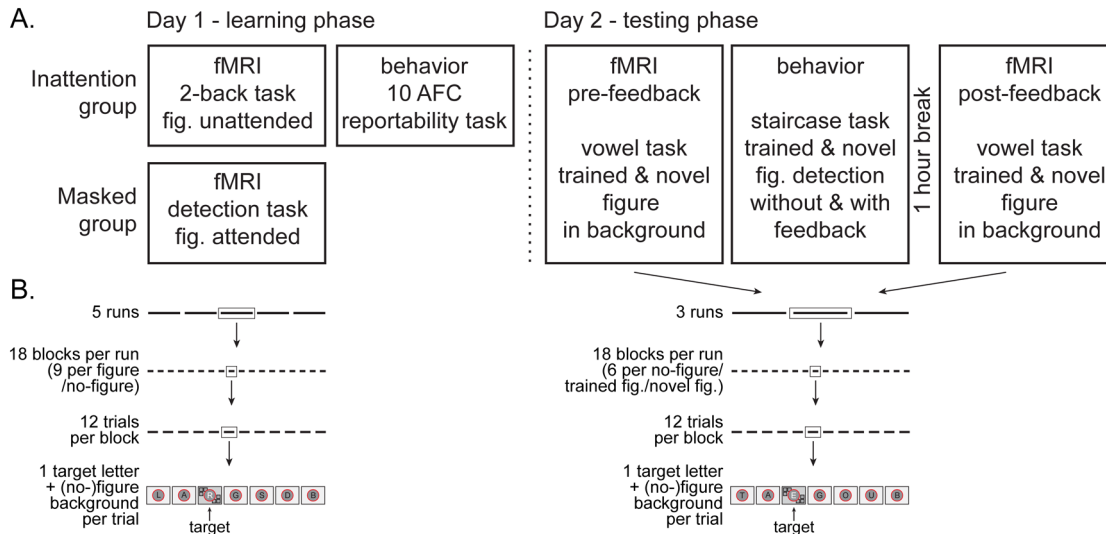 A.
Day 1 - learning phase
Day 2 - testing phase
Inattention
group
fMRI
2-back task
fig. unattended
behavior
10 AFC
reportability task
Masked
group
fMRI
detection task
fig. attended
fMRI
pre-feedback
vowel task
trained & novel
figure
in background
behavior
staircase task
trained & novel
fig. detection
without & with
feedback
1 hour break
fMRI
post-feedback
vowel task
trained & novel
figure
in background
B.
5 runs
18 blocks per run
(9 per figure
/no-figure)
12 trials
per block
1 target letter
+ (no-)figure
background
per trial
L A G S D B
target
3 runs
18 blocks per run
(6 per no-figure/
trained fig./novel fig.)
12 trials
per block
1 target letter
+ (no-)figure
background
per trial
T A E G O U B
target